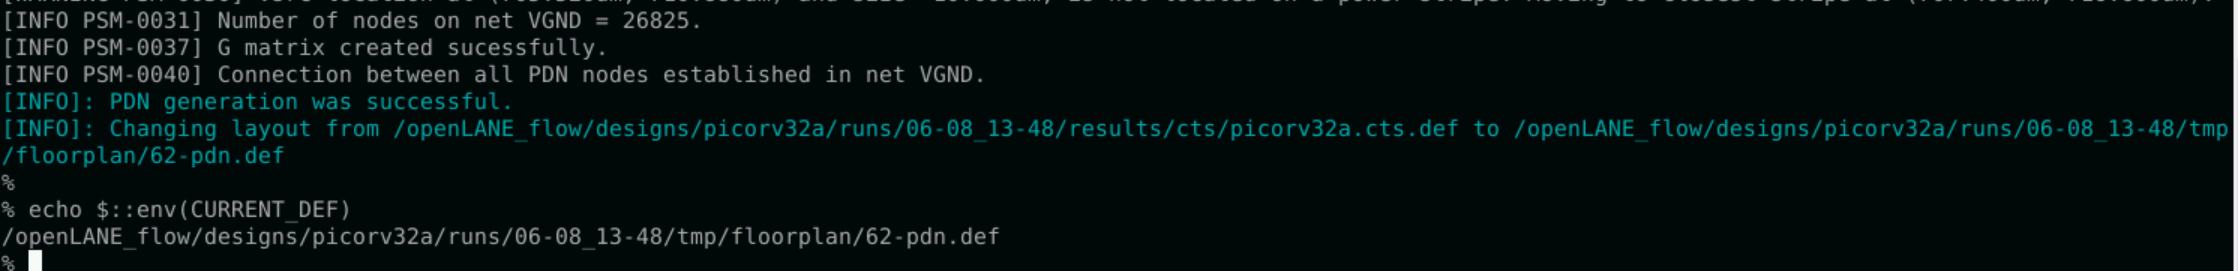 [INFO PSM-0031] Number of nodes on net VGND = 26825.
[INFO PSM-0037] G matrix created sucessfully.
[INFO PSM-0040] Connection between all PDN nodes established in net VGND.
[INFO]: PDN generation was successful.
[INFO]: Changing layout from /openLANE_flow/designs/picorv32a/runs/06-08_13-48/results/cts/picorv32a.cts.def to /openLANE_flow/designs/picorv32a/runs/06-08_13-48/tmp
/floorplan/62-pdn.def
%
% echo $::env(CURRENT_DEF)
/openLANE_flow/designs/picorv32a/runs/06-08_13-48/tmp/floorplan/62-pdn.def
%